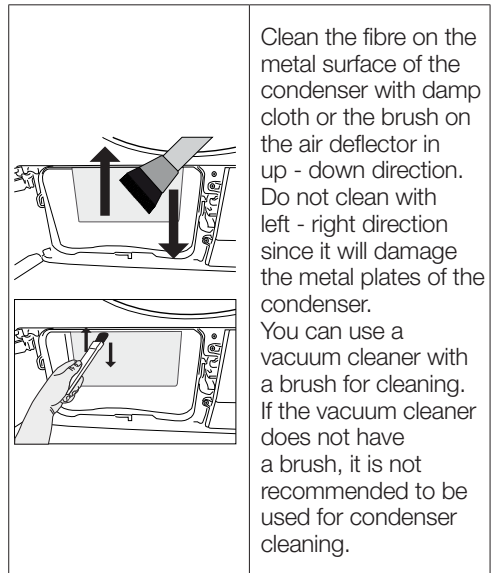 Clean the fibre on the
metal surface of the
condenser with damp
cloth or the brush on
the air deflector in
up - down direction.
Do not clean with
left - right direction
since it will damage
the metal plates of the
condenser.
You can use a
vacuum cleaner with
a brush for cleaning.
If the vacuum cleaner
does not have
a brush, it is not
recommended to be
used for condenser
cleaning.